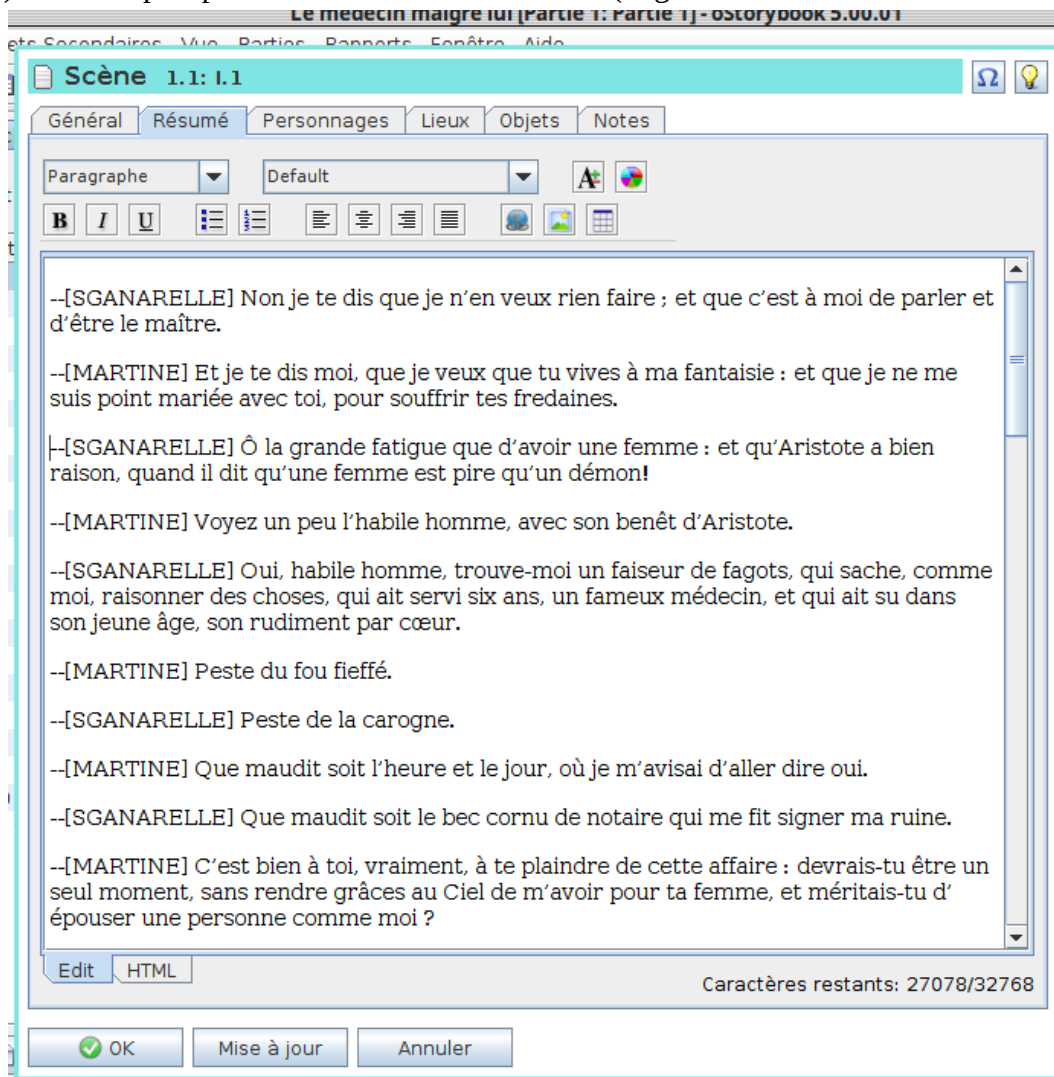 Le médecin malgré lui [Partie 1: Partie 1] - oStorybook 5.00.01
ets Secondaires Vue Parties Rapports Fenêtre Aide
Scène 1.1: I.1
Ω
Général Résumé Personnages Lieux Objets Notes
Paragraphe Default A
B I U
--[SGANARELLE] Non je te dis que je n’en veux rien faire ; et que c’est à moi de parler et
d’être le maître.
--[MARTINE] Et je te dis moi, que je veux que tu vives à ma fantaisie : et que je ne me
suis point mariée avec toi, pour souffrir tes fredaines.
--[SGANARELLE] Ô la grande fatigue que d’avoir une femme : et qu’Aristote a bien
raison, quand il dit qu’une femme est pire qu’un démon!
--[MARTINE] Voyez un peu l’habile homme, avec son benêt d’Aristote.
--[SGANARELLE] Oui, habile homme, trouve-moi un faiseur de fagots, qui sache, comme
moi, raisonner des choses, qui ait servi six ans, un fameux médecin, et qui ait su dans
son jeune âge, son rudiment par cœur.
--[MARTINE] Peste du fou fieffé.
--[SGANARELLE] Peste de la carogne.
--[MARTINE] Que maudit soit l’heure et le jour, où je m’avisai d’aller dire oui.
--[SGANARELLE] Que maudit soit le bec cornu de notaire qui me fit signer ma ruine.
--[MARTINE] C’est bien à toi, vraiment, à te plaindre de cette affaire : devrais-tu être un
seul moment, sans rendre grâces au Ciel de m’avoir pour ta femme, et méritais-tu d’
épouser une personne comme moi ?
Edit HTML
Caractères restants: 27078/32768
OK Mise à jour Annuler